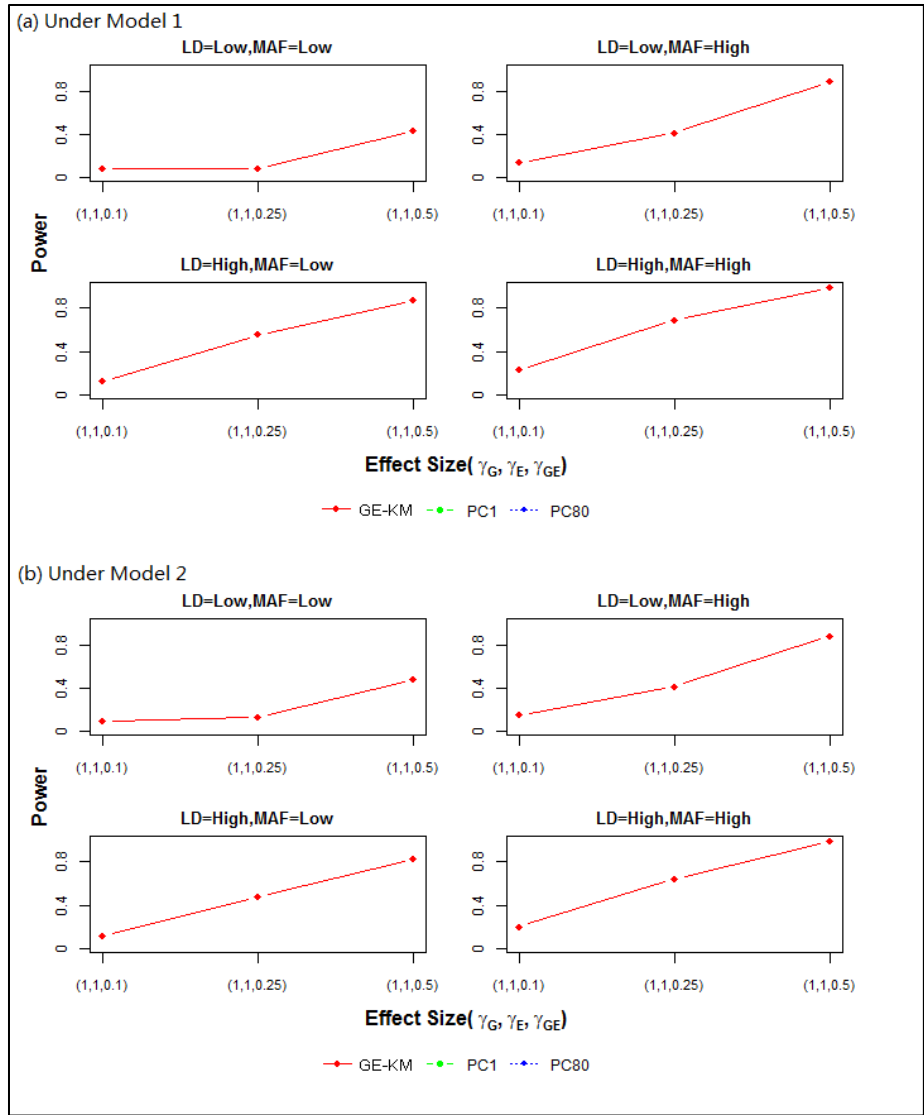 (a) Under Model 1
LD=Low,MAF=Low
LD=Low,MAF=High
0.8
0.4
0
0.8
0.4
0
(1,1,0.1) (1,1,0.25) (1,1,0.5)
(1,1,0.1) (1,1,0.25) (1,1,0.5)
Power
LD=High,MAF=Low
LD=High,MAF=High
0.8
0.4
0
0.8
0.4
0
(1,1,0.1) (1,1,0.25) (1,1,0.5)
(1,1,0.1) (1,1,0.25) (1,1,0.5)
Effect Size( γG, γE, γGE)
GE-KM PC1 PC80
(b) Under Model 2
LD=Low,MAF=Low
LD=Low,MAF=High
0.8
0.4
0
0.8
0.4
0
(1,1,0.1) (1,1,0.25) (1,1,0.5)
(1,1,0.1) (1,1,0.25) (1,1,0.5)
Power
LD=High,MAF=Low
LD=High,MAF=High
0.8
0.4
0
0.8
0.4
0
(1,1,0.1) (1,1,0.25) (1,1,0.5)
(1,1,0.1) (1,1,0.25) (1,1,0.5)
Effect Size( γG, γE, γGE)
GE-KM PC1 PC80